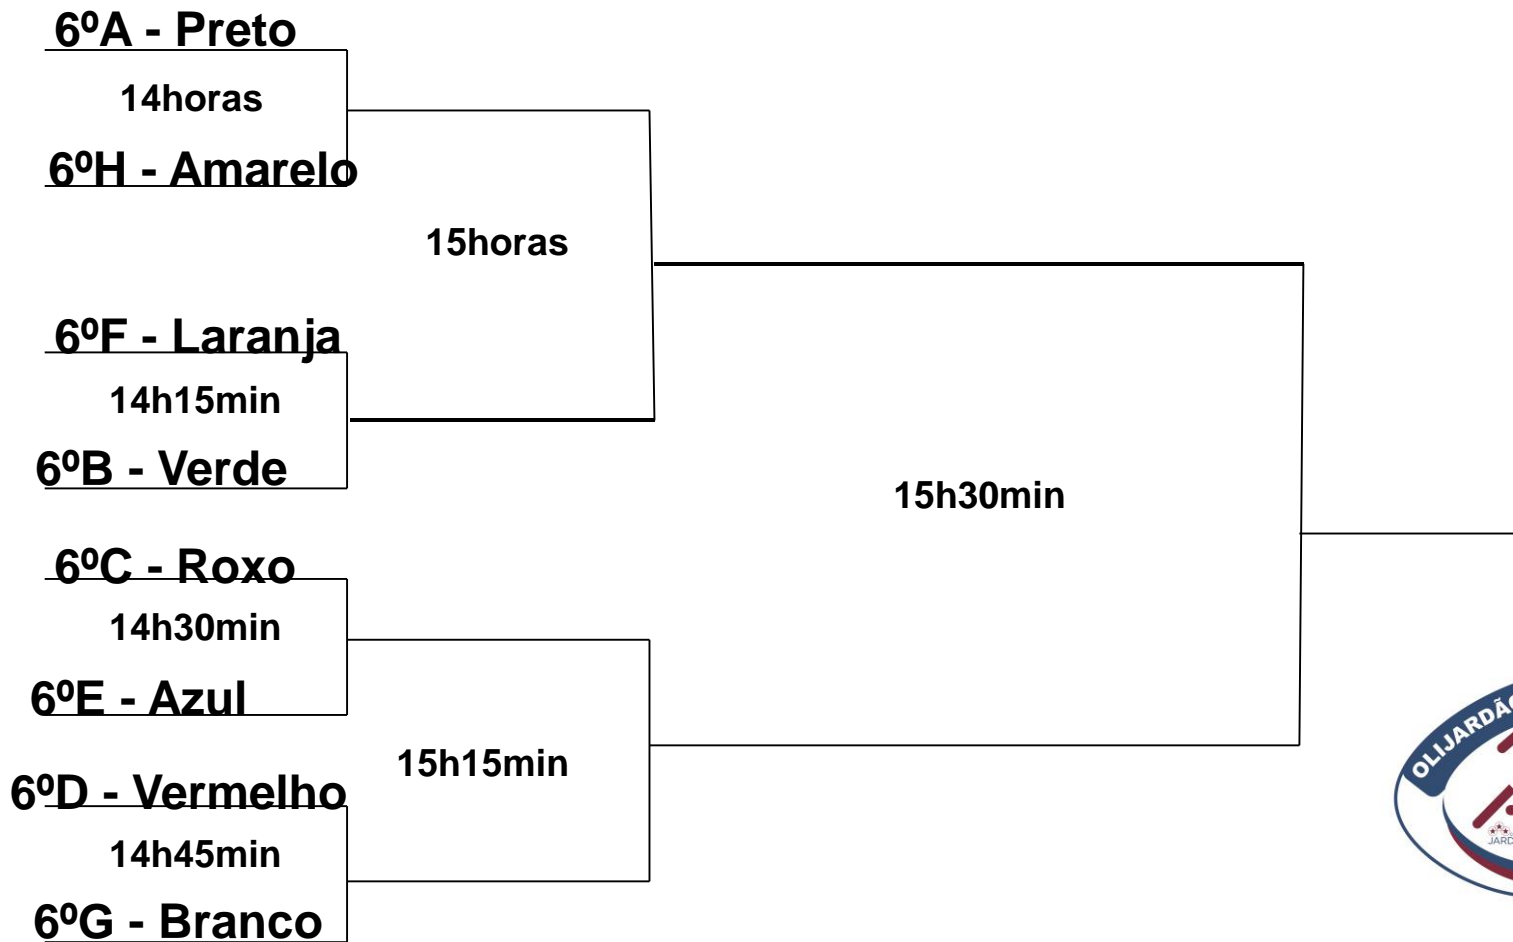 6ºA - Preto
14horas
6ºH - Amarelo
15horas
6ºF - Laranja
14h15min
6ºB - Verde
15h30min
6ºC - Roxo
14h30min
6ºE - Azul
15h15min
6ºD - Vermelho
14h45min
6ºG - Branco
OLIJARDÃO